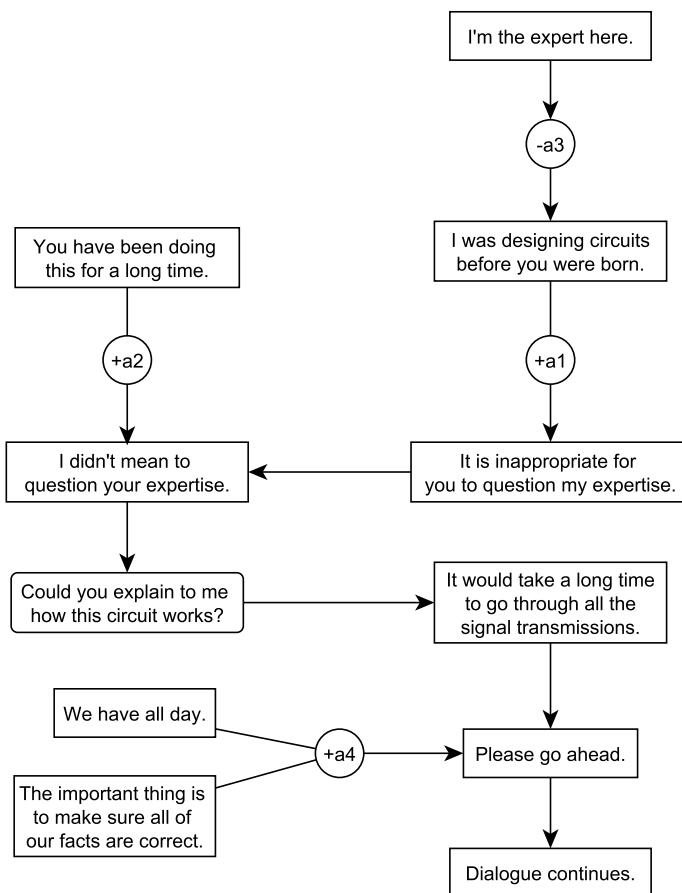 I'm the expert here.
-a3
I was designing circuits
before you were born.
You have been doing
this for a long time.
+a2
+a1
I didn't mean to
question your expertise.
It is inappropriate for
you to question my expertise.
Could you explain to me
how this circuit works?
It would take a long time
to go through all the
signal transmissions.
We have all day.
+a4
Please go ahead.
The important thing is
to make sure all of
our facts are correct.
Dialogue continues.